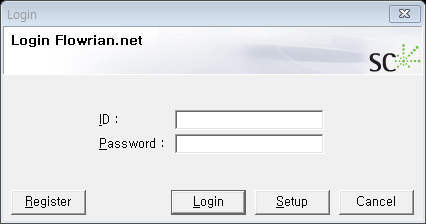 Login
Login Flowrian.net
SC
ID :
Password :
Register
Login
Setup
Cancel